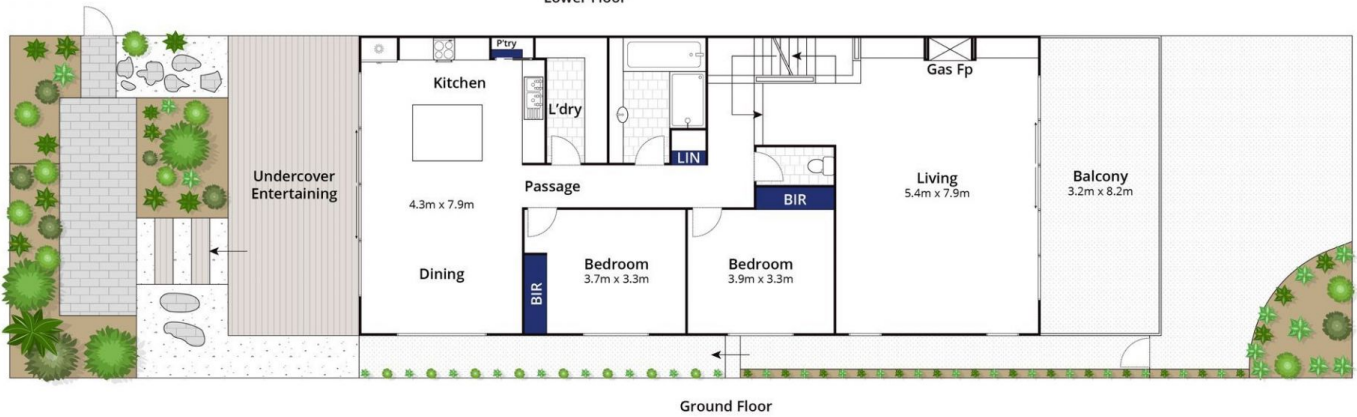 Lower Floor
P'try
Kitchen
L'dry
Gas Fp
LIN
Undercover
Entertaining
Passage
4.3m x 7.9m
BIR
Living
5.4m x 7.9m
Balcony
3.2m x 8.2m
Dining
BIR
Bedroom
3.7m x 3.3m
Bedroom
3.9m x 3.3m
Ground Floor